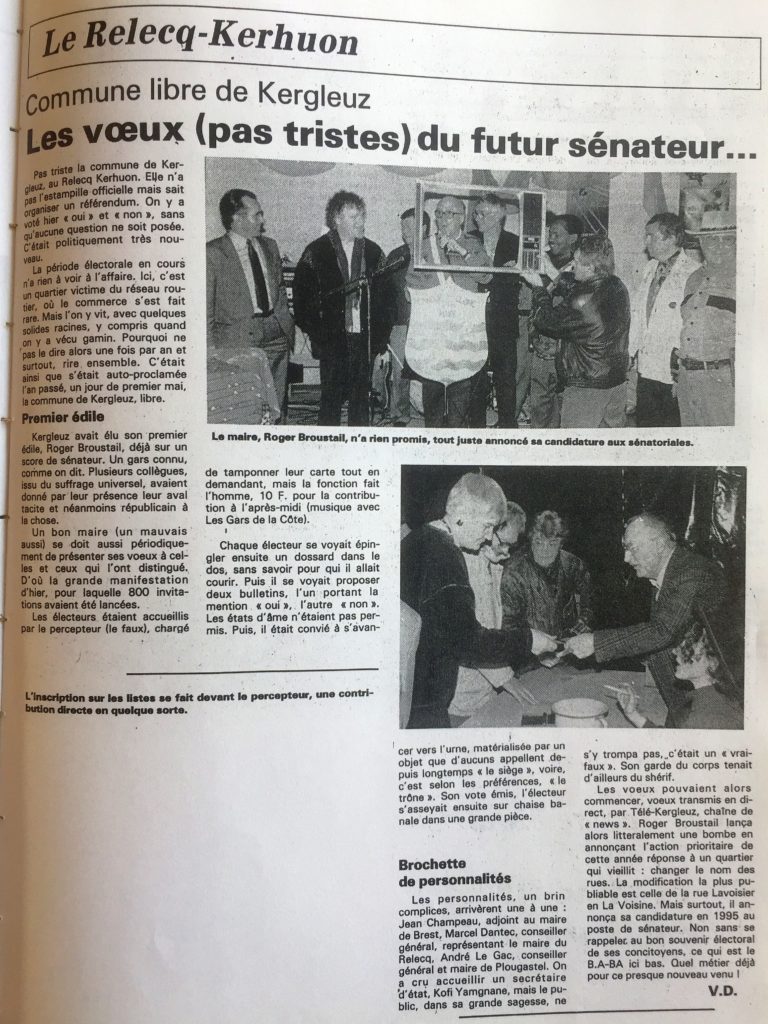 Le Relecq-Kerhuon
Commune libre de Kergleuz
Les vœux (pas tristes) du futur sénateur...
Pas triste la commune de Ker-
gleuz, au Relecq Kerhuon. Elle n'a
pas l'estampille officielle mais sait
organiser un référendum. On y a
voté hier « oui » et « non », sans
qu'aucune question ne soit posée.
C'était politiquement très nou-
veau.
La période électorale en cours
n'a rien à voir à l'affaire. Ici, c'est
un quartier victime du réseau rou-
tier, où le commerce s'est fait
rare. Mais l'on y vit, avec quelques
solides racines, y compris quand
on y a vécu gamin. Pourquoi ne
pas le dire alors une fois par an et
surtout, rire ensemble. C'était
ainsi que s'était auto-proclamée
l'an passé, un jour de premier mai,
la commune de Kergleuz, libre.
Premier édile
Kergleuz avait élu son premier
édile, Roger Broustail, déjà sur un
score de sénateur. Un gars connu,
comme on dit. Plusieurs collègues,
issu du suffrage universel, avaient
donné par leur présence leur aval
tacite et néanmoins républicain à
la chose.
Un bon maire (un mauvais
aussi) se doit aussi périodique-
ment de présenter ses voeux à cel-
les et ceux qui l'ont distingué.
D'où la grande manifestation
d'hier, pour laquelle 800 invita-
tions avaient été lancées.
Les électeurs étaient accueillis
par le percepteur (le faux), chargé
Le maire, Roger Broustail, n'a rien promis, tout juste annoncé sa candidature aux sénatoriales.
de tamponner leur carte tout en
demandant, mais la fonction fait
l'homme, 10 F. pour la contribu-
tion à l'après-midi (musique avec
Les Gars de la Côte).
Chaque électeur se voyait épin-
gler ensuite un dossard dans le
dos, sans savoir pour qui il allait
courir. Puis il se voyait proposer
deux bulletins, l'un portant la
mention « oui », l'autre « non ».
Les états d'âme n'étaient pas per-
mis. Puis, il était convié à s'avan-
L'inscription sur les listes se fait devant le percepteur, une contri-
bution directe en quelque sorte.
cer vers l'urne, matérialisée par un
objet que d'aucuns appellent de-
puis longtemps « le siège », voire,
c'est selon les préférences, « le
trône ». Son vote émis, l'électeur
s'asseyait ensuite sur chaise ba-
nale dans une grande pièce.
Brochette
de personnalités
Les personnalités, un brin
complices, arrivèrent une à une :
Jean Champeau, adjoint au maire
de Brest, Marcel Dantec, conseiller
général, représentant le maire du
Relecq, André Le Gac, conseiller
général et maire de Plougastel. On
a cru accueillir un secrétaire
d'état, Kofi Yamgnane, mais le pu-
blic, dans sa grande sagesse, ne
s'y trompa pas, c'était un « vrai-
faux ». Son garde du corps tenait
d'ailleurs du shérif.
Les voeux pouvaient alors
commencer, voeux transmis en di-
rect, par Télé-Kergleuz, chaîne de
« news ». Roger Broustail lança
alors litteralement une bombe en
annonçant l'action prioritaire de
cette année réponse à un quartier
qui vieillit : changer le nom des
rues. La modification la plus pu-
bliable est celle de la rue Lavoisier
en La Voisine. Mais surtout, il an-
nonça sa candidature en 1995 au
poste de sénateur. Non sans se
rappeler au bon souvenir électoral
de ses concitoyens, ce qui est le
B.A-BA ici bas. Quel métier déjà
pour ce presque nouveau venu !
V.D.